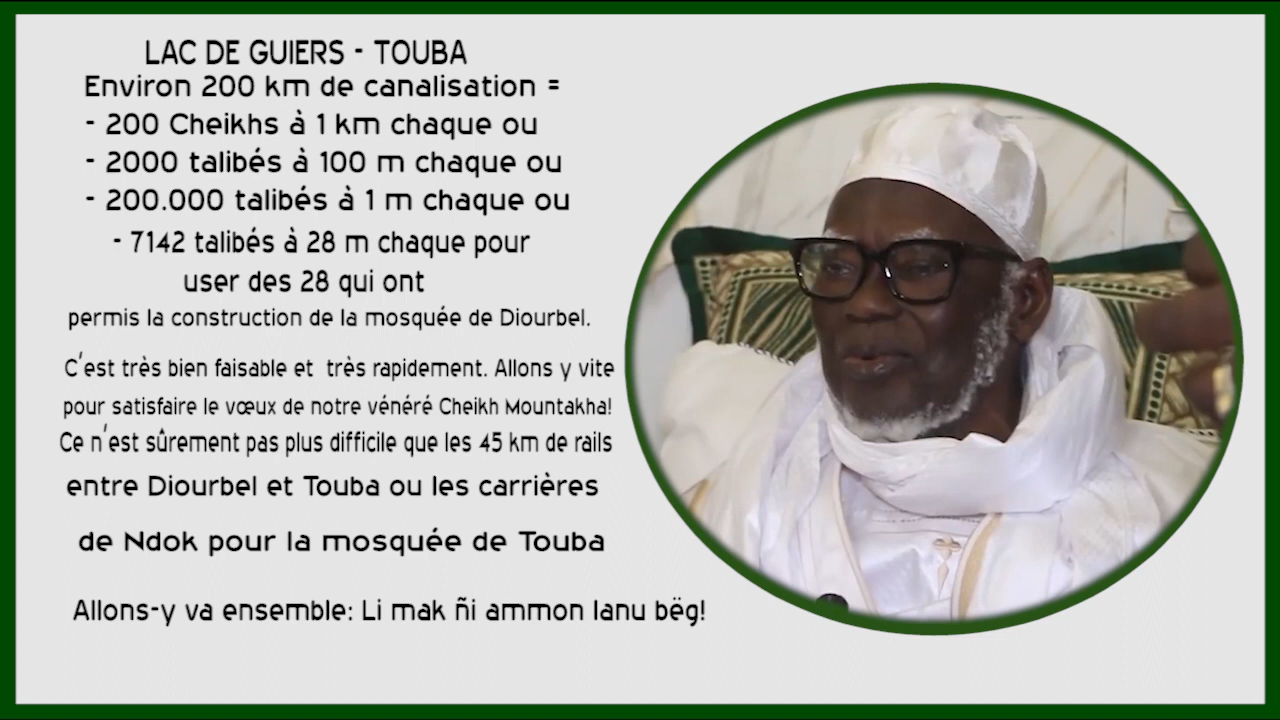 LAC DE GUIERS - TOUBA
Environ 200 km de canalisation =
- 200 Cheikhs à 1 km chaque ou
- 2000 talibés à 100 m chaque ou
- 200.000 talibés à 1 m chaque ou
- 7142 talibés à 28 m chaque pour
user des 28 qui ont
permis la construction de la mosquée de Diourbel.
C'est très bien faisable et très rapidement. Allons y vite
pour satisfaire le vœux de notre vénéré Cheikh Mountakha!
Ce n'est sûrement pas plus difficile que les 45 km de rails
entre Diourbel et Touba ou les carrières
de Ndok pour la mosquée de Touba
Allons-y va ensemble: Li mak ñi ammon lanu bëg!